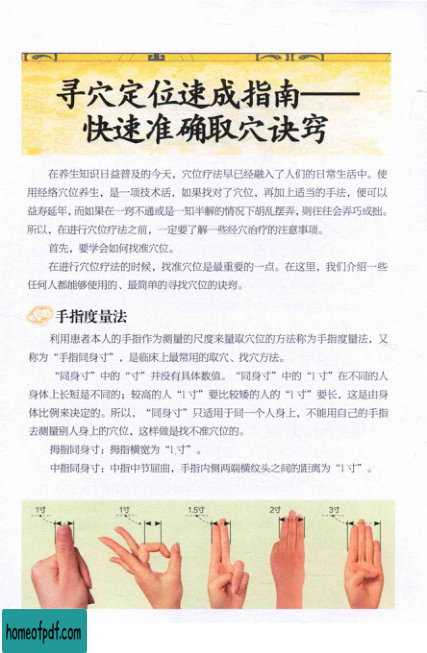 寻穴定位速成指南——
快速准确取穴诀窍
在养生知识日益普及的今天，穴位疗法早已经融入了人们的日常生活中。使
用经络穴位养生，是一项技术活，如果找对了穴位，再加上适当的手法，便可以
益寿延年，而如果在一窍不通或是一知半解的情况下胡乱摆弄，则往往会弄巧成拙。
所以，在进行穴位疗法之前，一定要了解一些经穴治疗的注意事项。
首先，要学会如何找准穴位。
在进行穴位疗法的时候，找准穴位是最重要的一点。在这里，我们介绍一些
任何人都能够使用的、最简单的寻找穴位的诀窍。
手指度量法
利用患者本人的手指作为测量的尺度来量取穴位的方法称为手指度量法，又
称为“手指同身寸”，是临床上最常用的取穴、找穴方法。
“同身寸”中的“寸”并没有具体数值。“同身寸”中的“1寸”在不同的人
身体上长短是不同的；较高的人“1寸”要比较矮的人的“1寸”要长，这是由身
体比例来决定的。所以，“同身寸”只适用于同一个人身上，不能用自己的手指
去测量别人身上的穴位，这样做是找不准穴位的。
拇指同身寸：拇指横宽为“1寸”。
中指同身寸：中指中节屈曲，手指内侧两端横纹头之间的距离为“1寸”。
1寸 1寸 1.5寸 2寸 3寸
homeofpdf.com